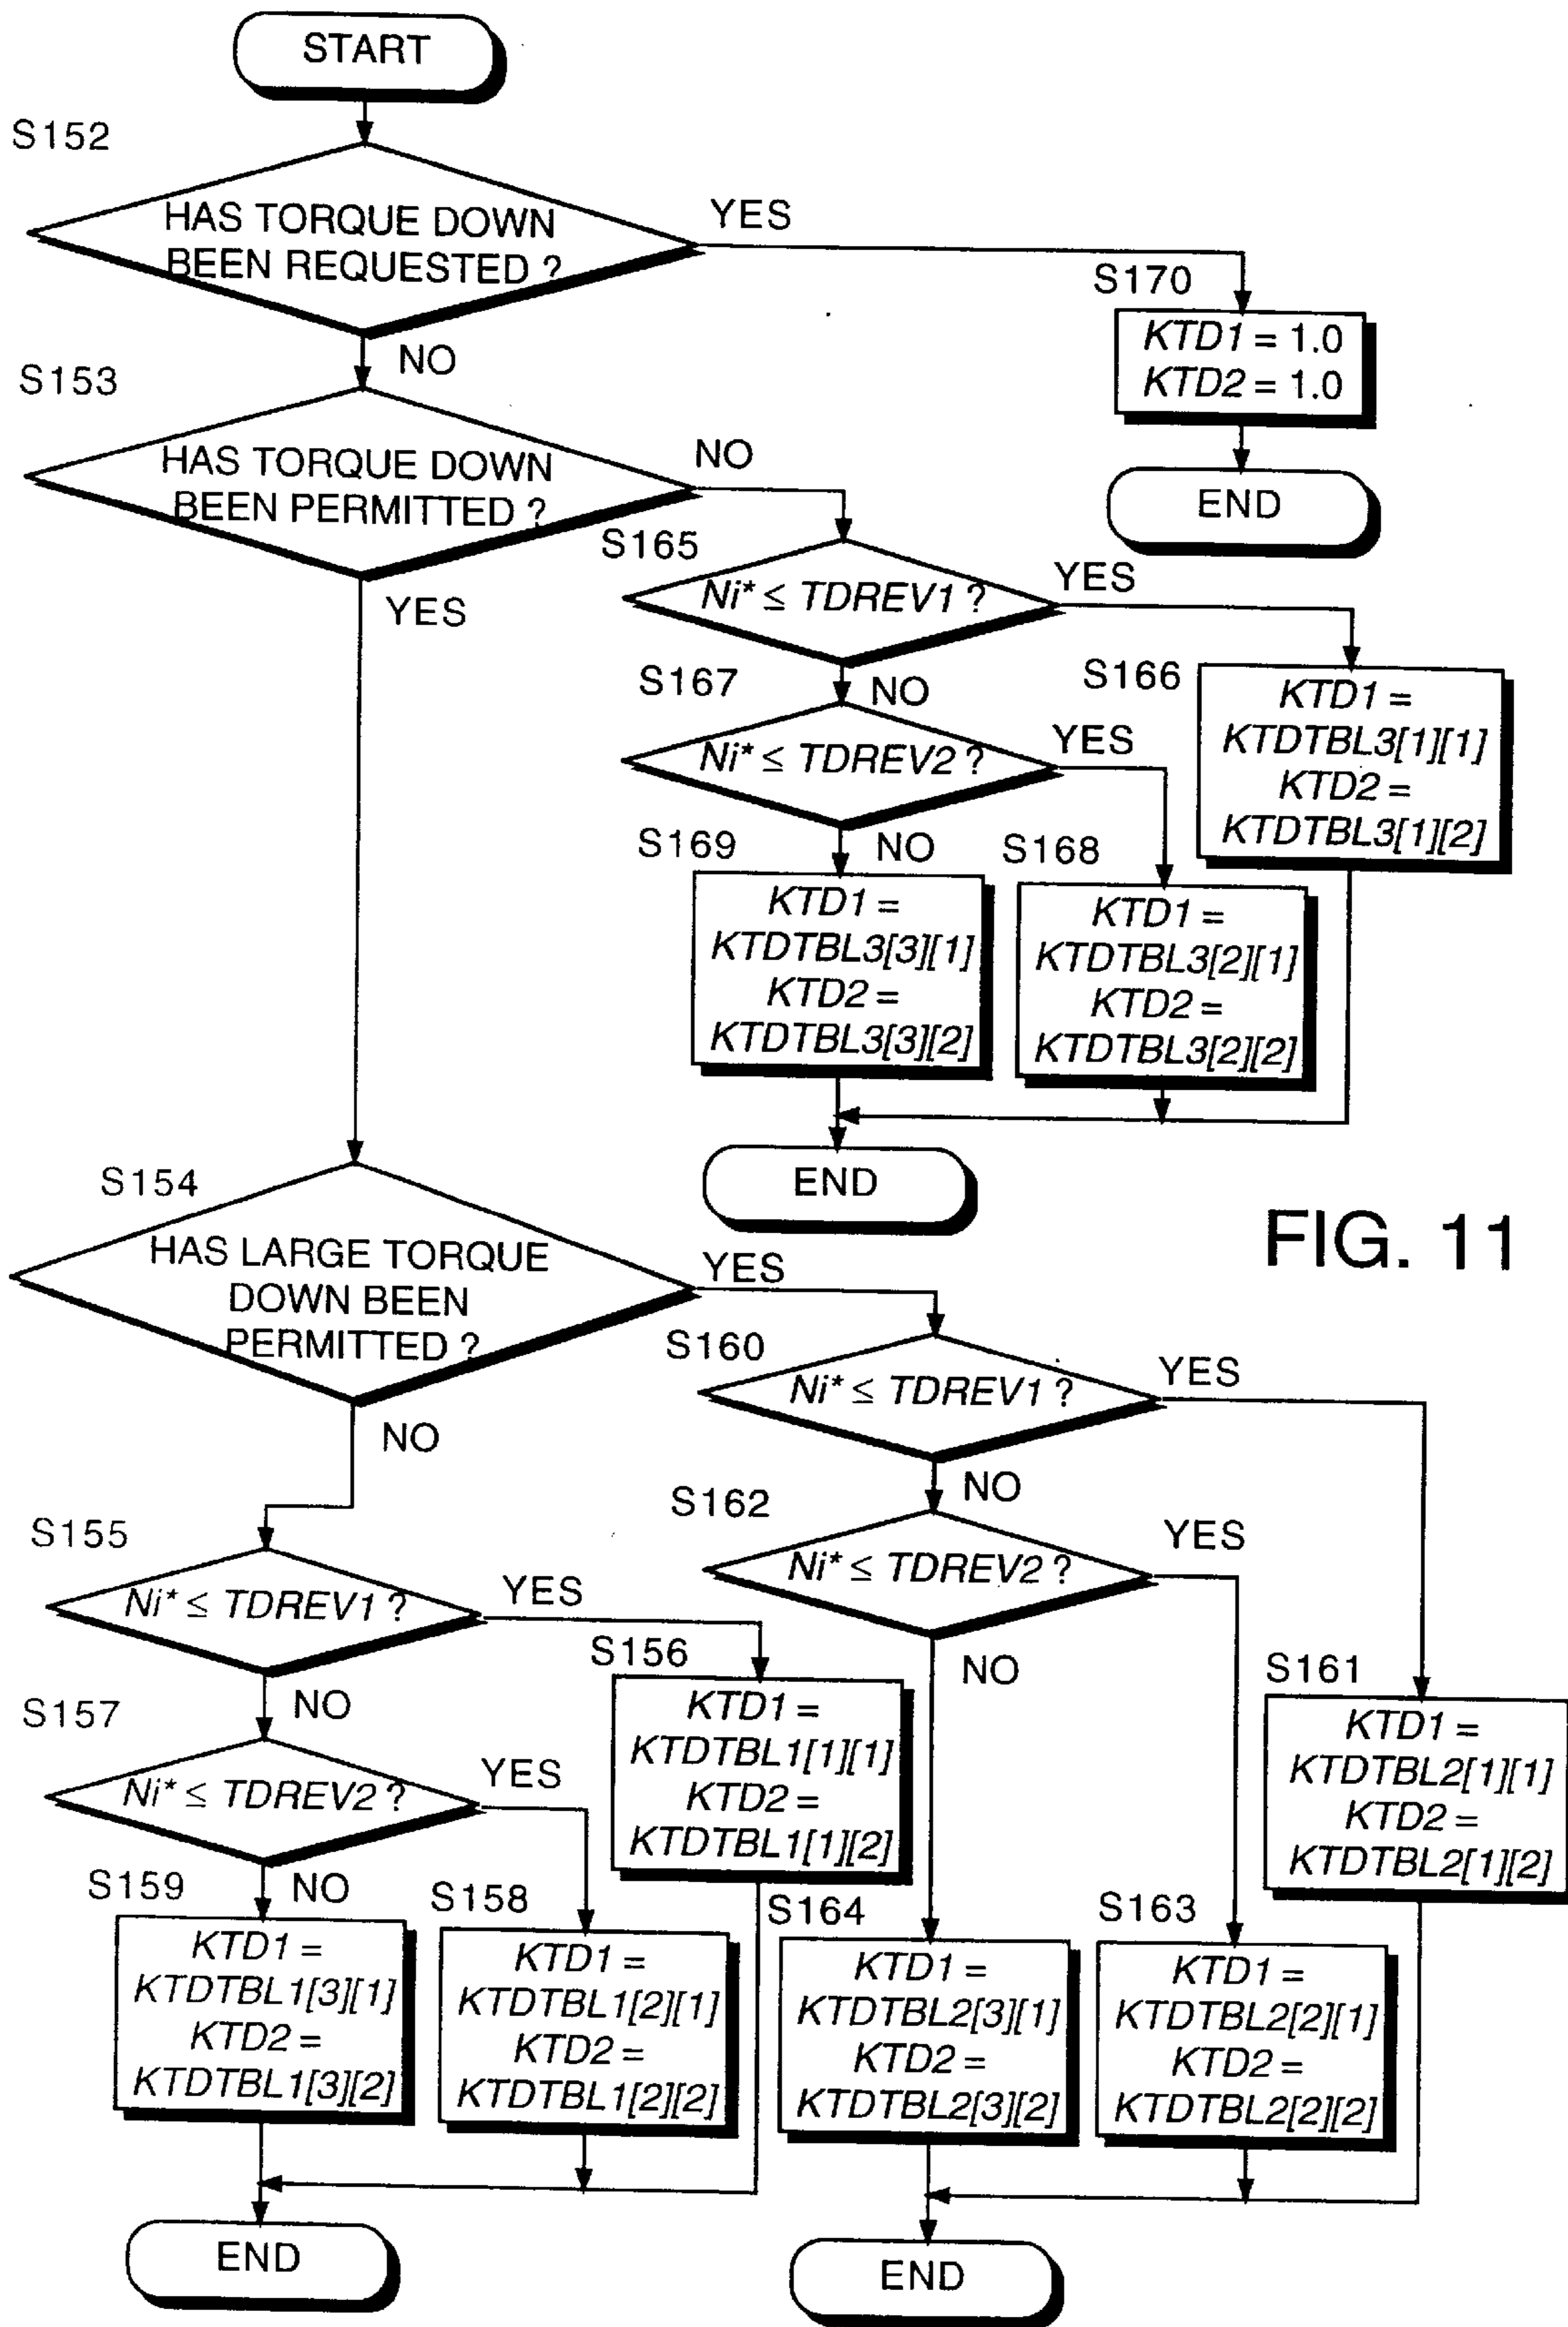 START
S152
HAS TORQUE DOWN
BEEN REQUESTED ?
YES
NO
S170
KTD1 = 1.0
KTD2 = 1.0
END
S153
HAS TORQUE DOWN
BEEN PERMITTED ?
NO
YES
S165
Ni* ≤ TDREV1 ?
YES
NO
S166
KTD1 =
KTDTBL3[1][1]
KTD2 =
KTDTBL3[1][2]
S167
Ni* ≤ TDREV2 ?
YES
NO
S169
KTD1 =
KTDTBL3[3][1]
KTD2 =
KTDTBL3[3][2]
S168
KTD1 =
KTDTBL3[2][1]
KTD2 =
KTDTBL3[2][2]
END
FIG. 11
S154
HAS LARGE TORQUE
DOWN BEEN
PERMITTED ?
YES
NO
S160
Ni* ≤ TDREV1 ?
YES
NO
S162
Ni* ≤ TDREV2 ?
YES
NO
S161
KTD1 =
KTDTBL2[1][1]
KTD2 =
KTDTBL2[1][2]
S155
Ni* ≤ TDREV1 ?
YES
NO
S156
KTD1 =
KTDTBL1[1][1]
KTD2 =
KTDTBL1[1][2]
S157
Ni* ≤ TDREV2 ?
YES
NO
S159
KTD1 =
KTDTBL1[3][1]
KTD2 =
KTDTBL1[3][2]
S158
KTD1 =
KTDTBL1[2][1]
KTD2 =
KTDTBL1[2][2]
S164
KTD1 =
KTDTBL2[3][1]
KTD2 =
KTDTBL2[3][2]
S163
KTD1 =
KTDTBL2[2][1]
KTD2 =
KTDTBL2[2][2]
END
END